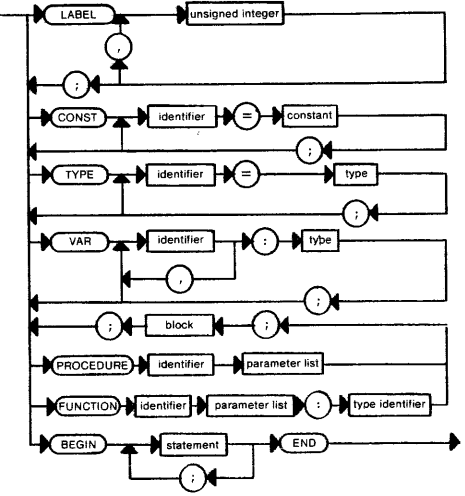 LABEL unsigned integer
,
;
CONST identifier = constant
;
TYPE identifier = type
;
VAR identifier : type
,
;
; block ;
PROCEDURE identifier parameter list
FUNCTION identifier parameter list : type identifier
BEGIN statement END
;